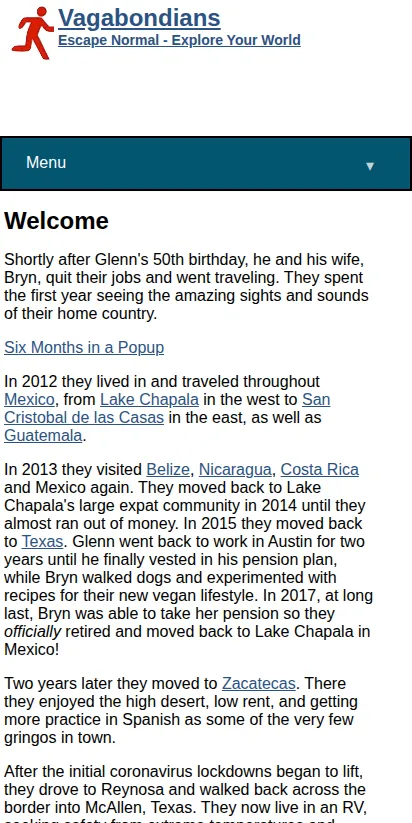 Vagabondians
Escape Normal - Explore Your World
Menu ▼
Welcome
Shortly after Glenn's 50th birthday, he and his wife,
Bryn, quit their jobs and went traveling. They spent
the first year seeing the amazing sights and sounds
of their home country.
Six Months in a Popup
In 2012 they lived in and traveled throughout
Mexico, from Lake Chapala in the west to San
Cristobal de las Casas in the east, as well as
Guatemala.
In 2013 they visited Belize, Nicaragua, Costa Rica
and Mexico again. They moved back to Lake
Chapala's large expat community in 2014 until they
almost ran out of money. In 2015 they moved back
to Texas. Glenn went back to work in Austin for two
years until he finally vested in his pension plan,
while Bryn walked dogs and experimented with
recipes for their new vegan lifestyle. In 2017, at long
last, Bryn was able to take her pension so they
officially retired and moved back to Lake Chapala in
Mexico!
Two years later they moved to Zacatecas. There
they enjoyed the high desert, low rent, and getting
more practice in Spanish as some of the very few
gringos in town.
After the initial coronavirus lockdowns began to lift,
they drove to Reynosa and walked back across the
border into McAllen, Texas. They now live in an RV,
seeking safety from extreme temperatures and